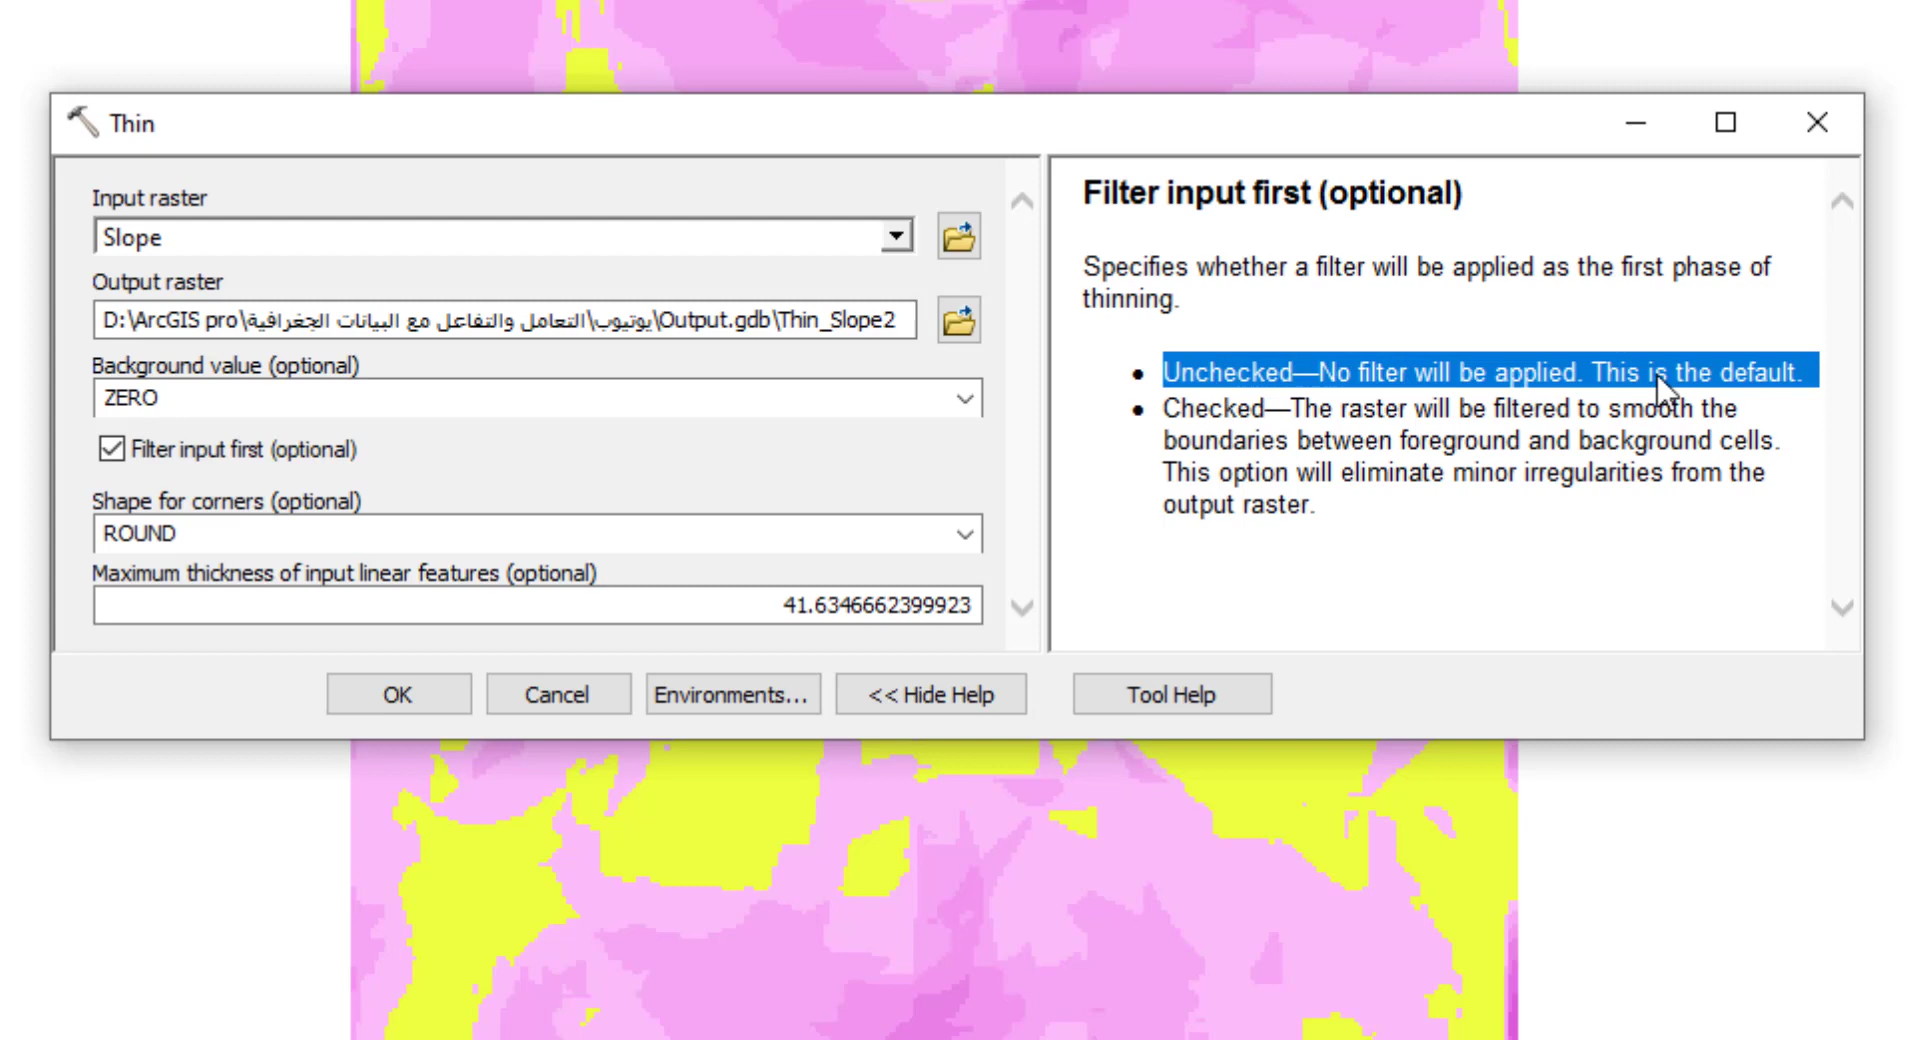 Thin
Input raster
Slope
Output raster
D:\ArcGIS pro\يوتيوب\التعامل والتفاعل مع البيانات الجغرافية\Output.gdb\Thin_Slope2
Background value (optional)
ZERO
Filter input first (optional)
Shape for corners (optional)
ROUND
Maximum thickness of input linear features (optional)
41.6346662399923
OK
Cancel
Environments...
<< Hide Help
Filter input first (optional)
Specifies whether a filter will be applied as the first phase of
thinning.
• Unchecked—No filter will be applied. This is the default.
• Checked—The raster will be filtered to smooth the
boundaries between foreground and background cells.
This option will eliminate minor irregularities from the
output raster.
Tool Help